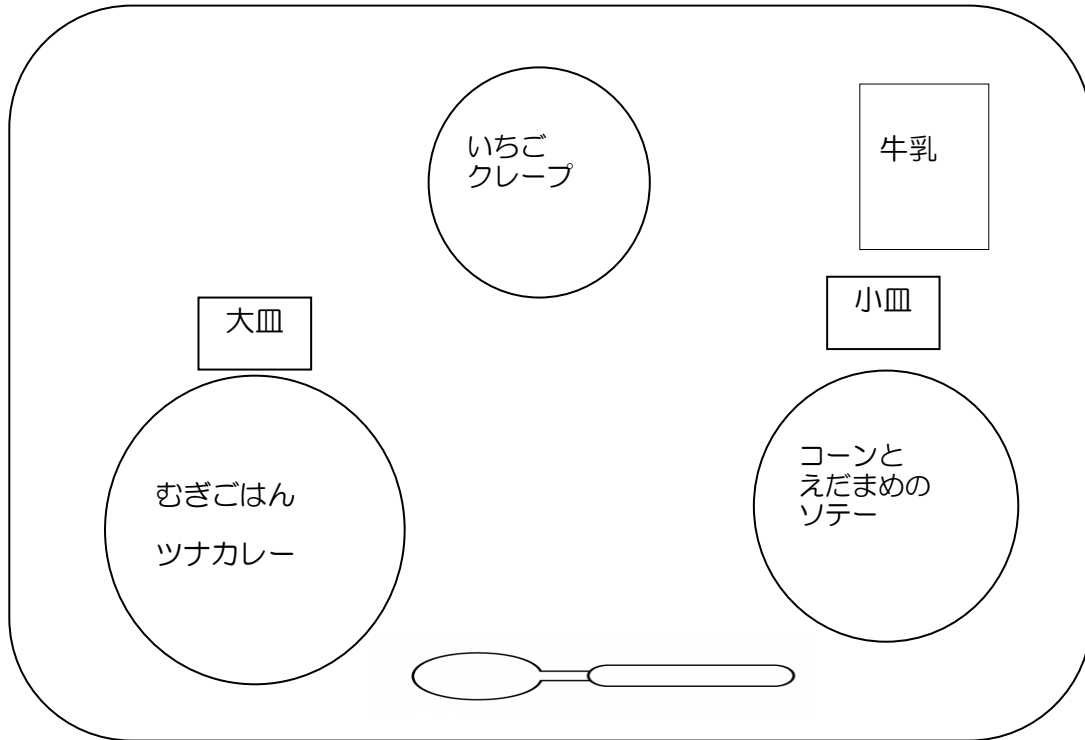 いちご
クレープ
牛乳
大皿
小皿
むぎごはん
ツナカレー
コーンと
えだまめの
ソテー